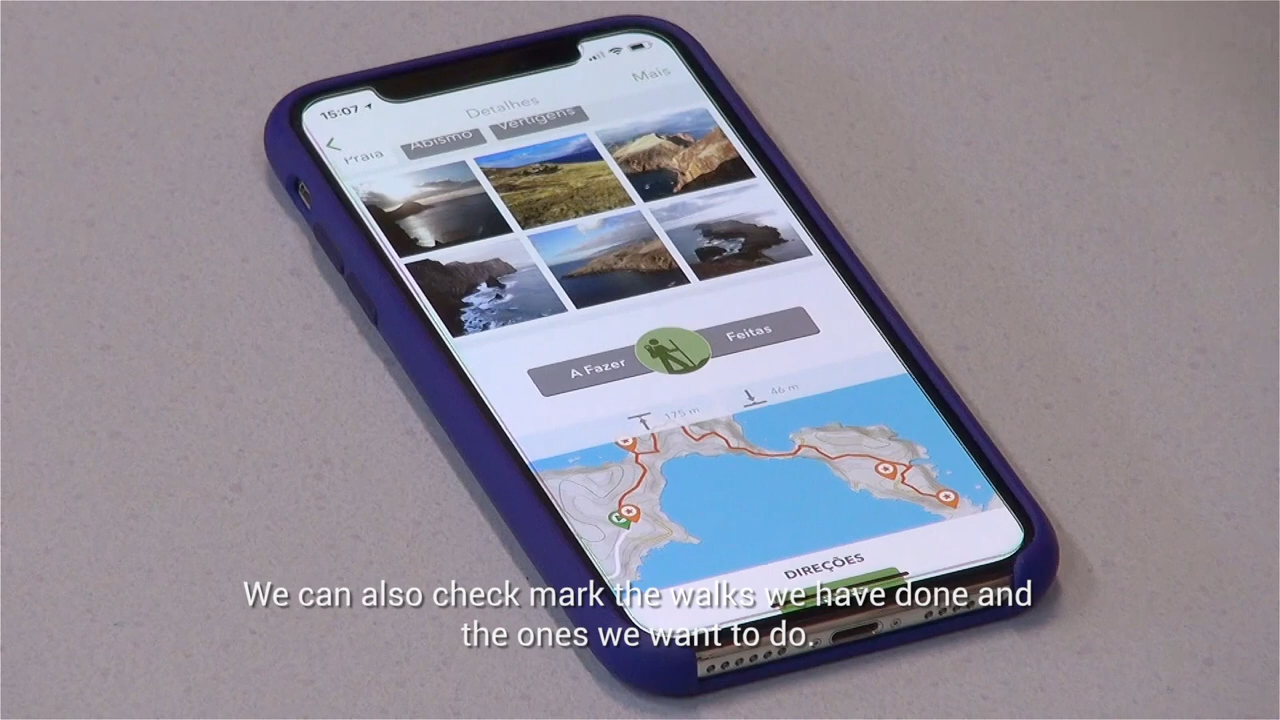 15:07
Detalhes
Mais
Praia
Abismo
Vertigens
A Fazer
Feitas
175 m
46 m
DIREÇÕES
We can also check mark the walks we have done and
the ones we want to do.